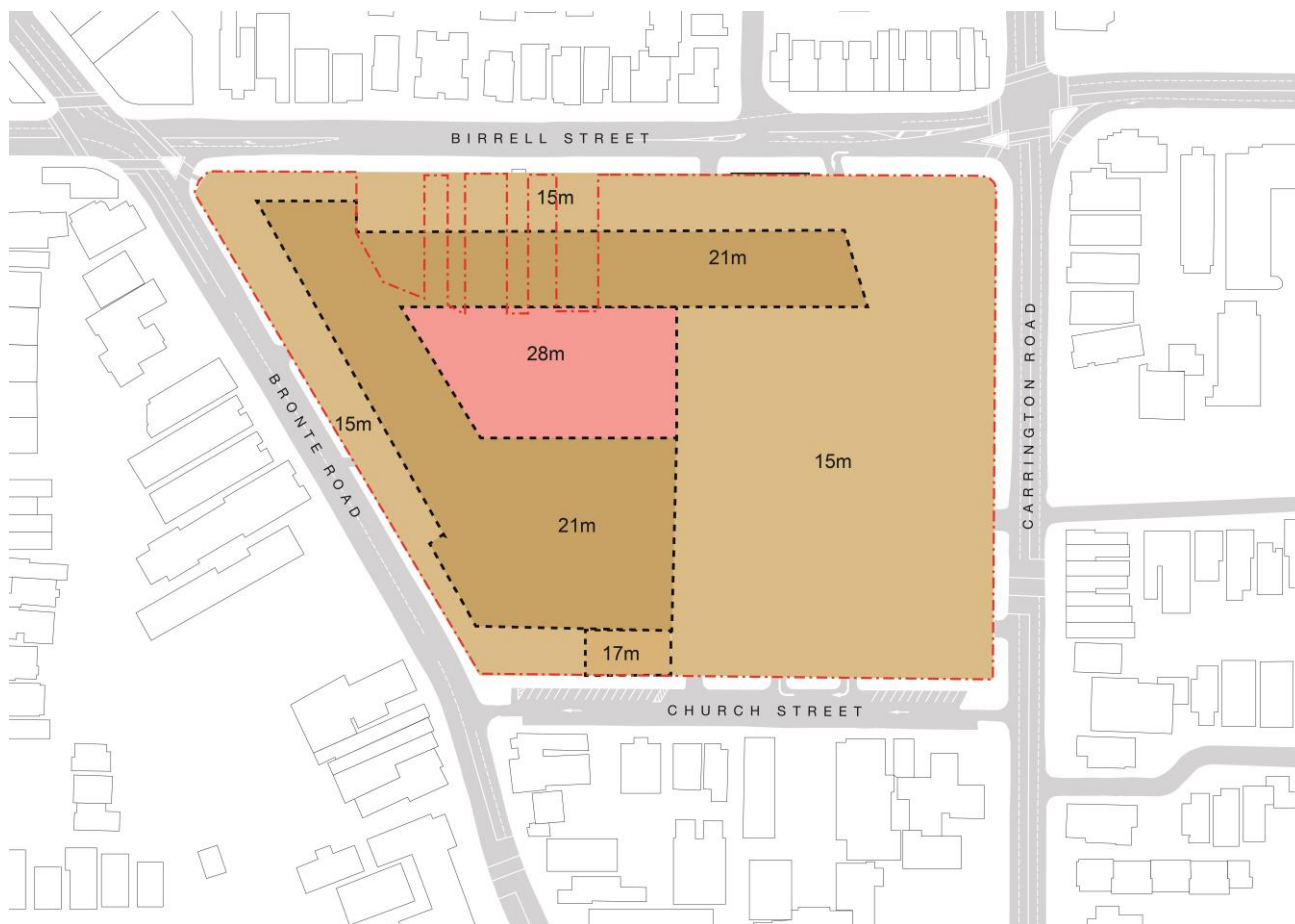 BIRRELL STREET
15m
21m
28m
CARRINGTON ROAD
BRONTE ROAD
15m
15m
21m
17m
CHURCH STREET